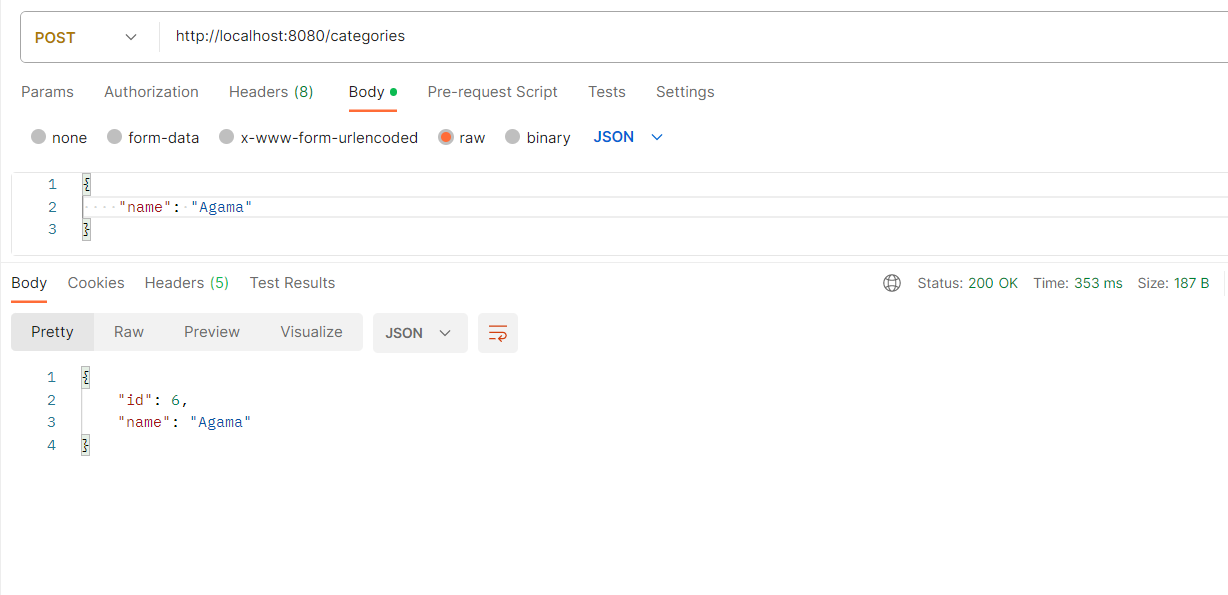 POST http://localhost:8080/categories
Params Authorization Headers (8) Body Pre-request Script Tests Settings
none form-data x-www-form-urlencoded raw binary JSON
1 {
2 "name": "Agama"
3 }
Body Cookies Headers (5) Test Results Status: 200 OK Time: 353 ms Size: 187 B
Pretty Raw Preview Visualize JSON
1 {
2 "id": 6,
3 "name": "Agama"
4 }